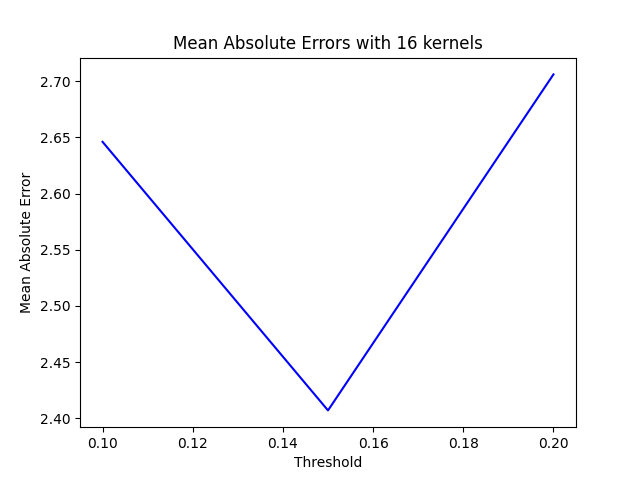 Mean Absolute Errors with 16 kernels
Mean Absolute Error
2.70
2.65
2.60
2.55
2.50
2.45
2.40
0.10 0.12 0.14 0.16 0.18 0.20
Threshold